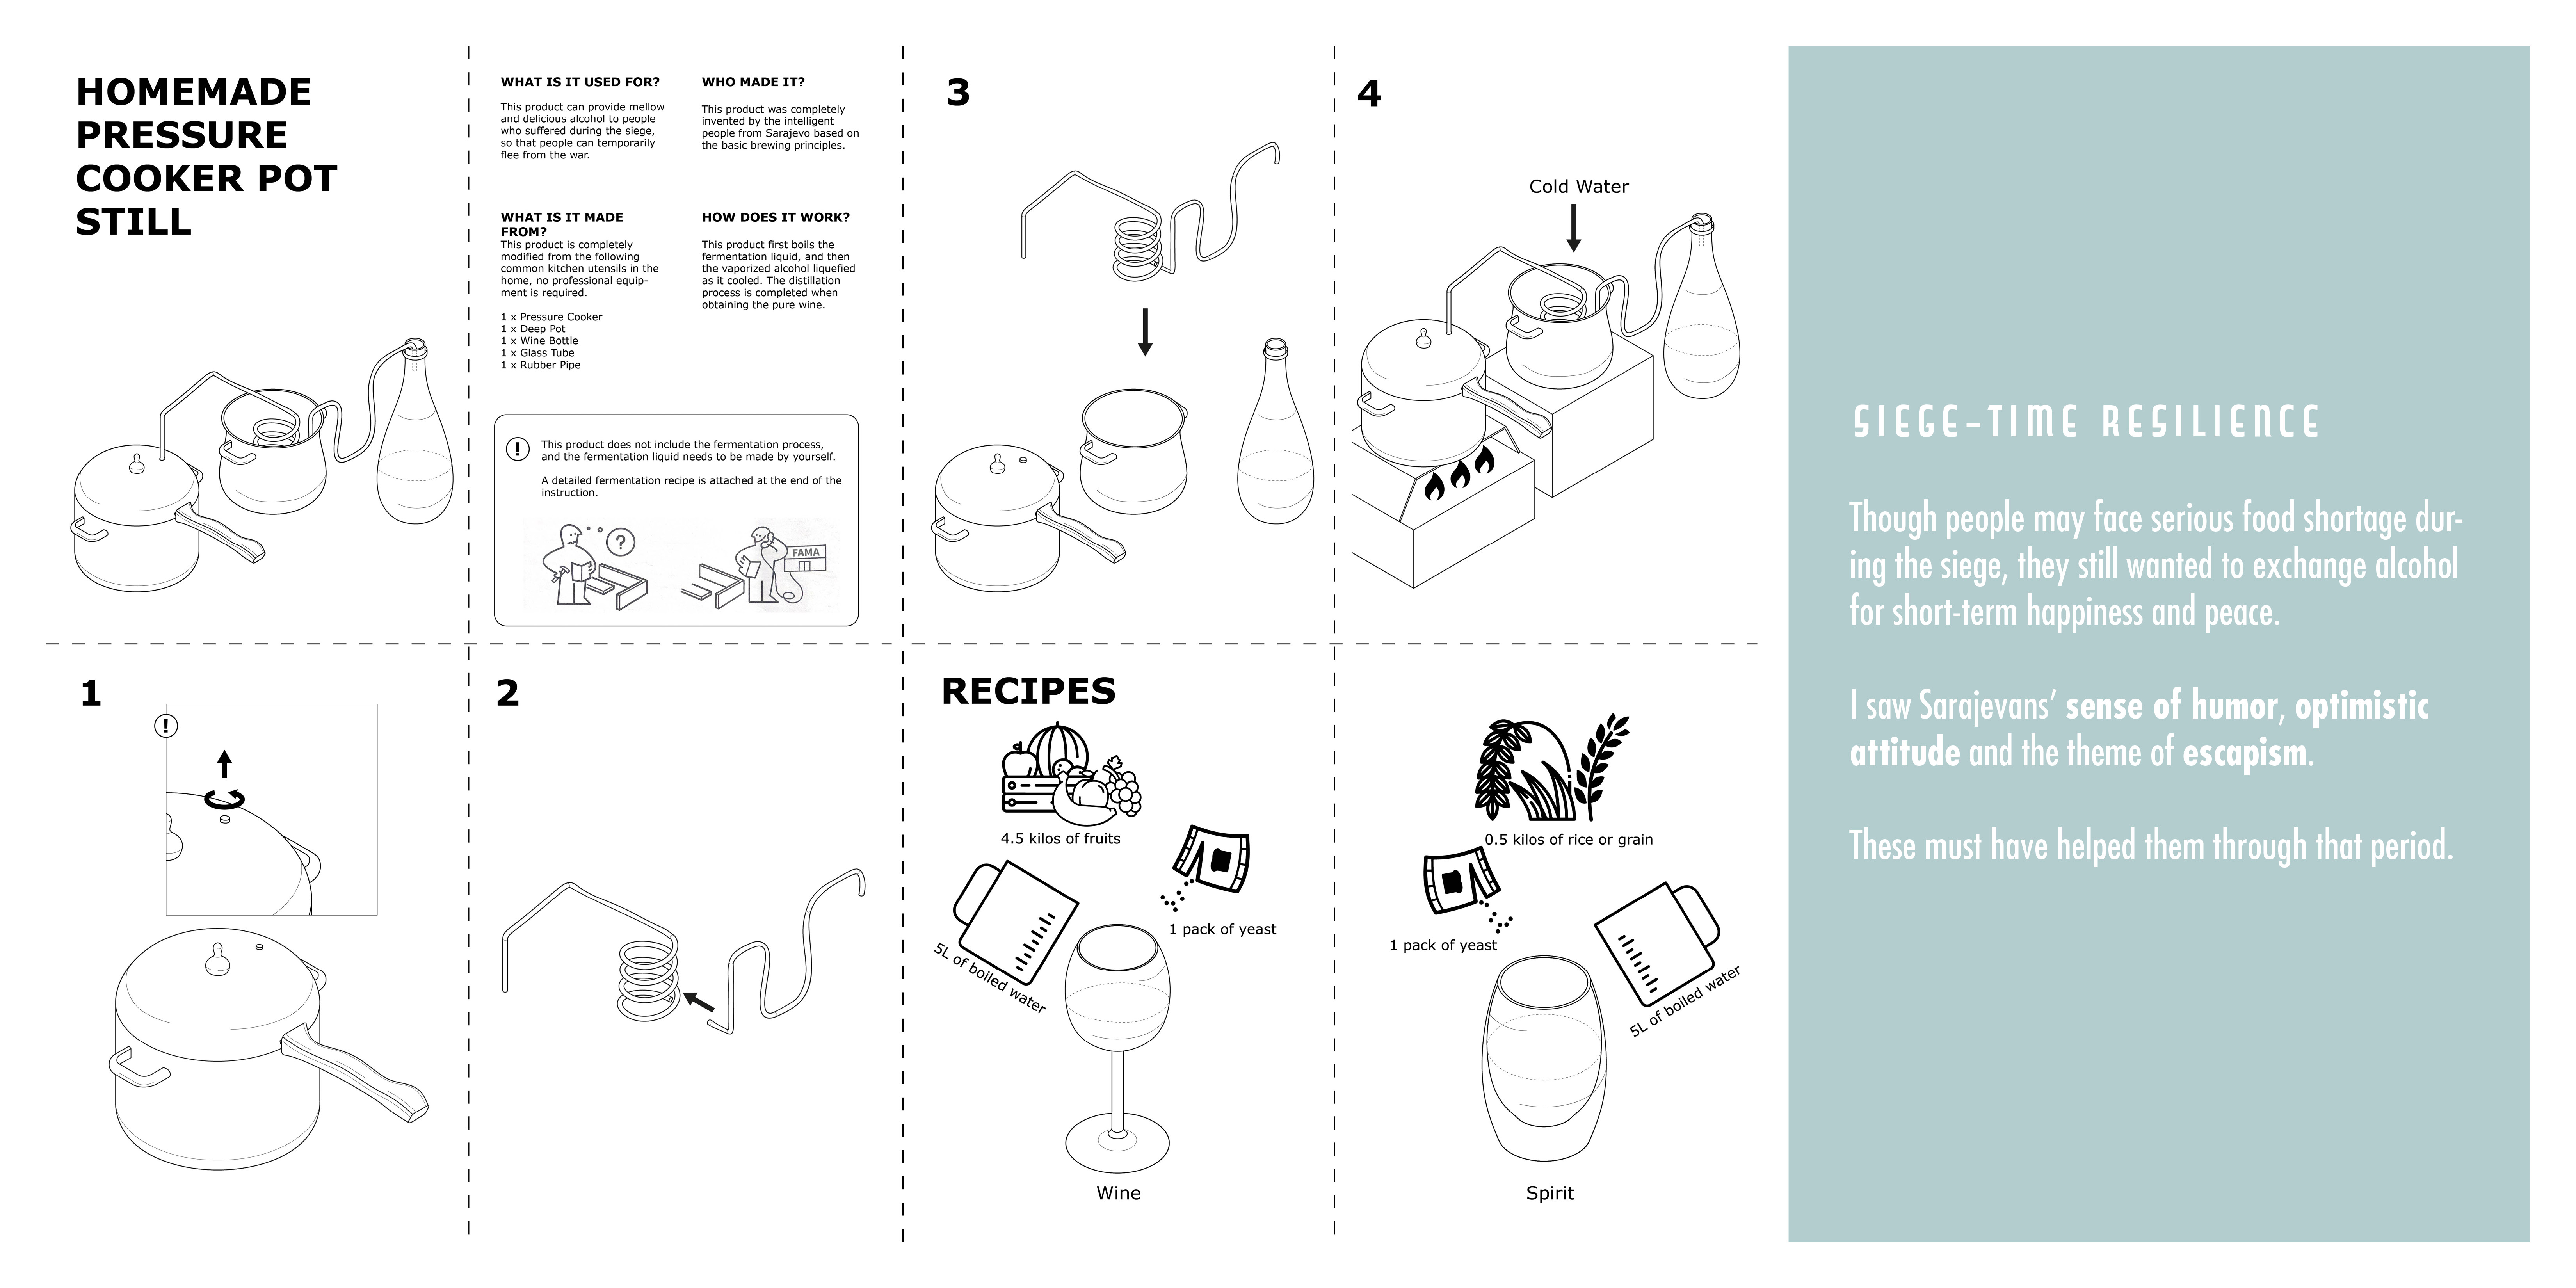 HOMEMADE
PRESSURE
COOKER POT
STILL
WHAT IS IT USED FOR?
This product can provide mellow
and delicious alcohol to people
who suffered during the siege,
so that people can temporarily
flee from the war.
WHO MADE IT?
This product was completely
invented by the intelligent
people from Sarajevo based on
the basic brewing principles.
WHAT IS IT MADE
FROM?
This product is completely
modified from the following
common kitchen utensils in the
home, no professional equip-
ment is required.
1 x Pressure Cooker
1 x Deep Pot
1 x Wine Bottle
1 x Glass Tube
1 x Rubber Pipe
HOW DOES IT WORK?
This product first boils the
fermentation liquid, and then
the vaporized alcohol liquefied
as it cooled. The distillation
process is completed when
obtaining the pure wine.
!
This product does not include the fermentation process,
and the fermentation liquid needs to be made by yourself.
A detailed fermentation recipe is attached at the end of the
instruction.
?
FAMA
1
!
2
3
4
Cold Water
RECIPES
4.5 kilos of fruits
1 pack of yeast
5L of boiled water
Wine
0.5 kilos of rice or grain
1 pack of yeast
5L of boiled water
Spirit
SIEGE-TIME RESILIENCE
Though people may face serious food shortage dur-
ing the siege, they still wanted to exchange alcohol
for short-term happiness and peace.
I saw Sarajevans’ sense of humor, optimistic
attitude and the theme of escapism.
These must have helped them through that period.